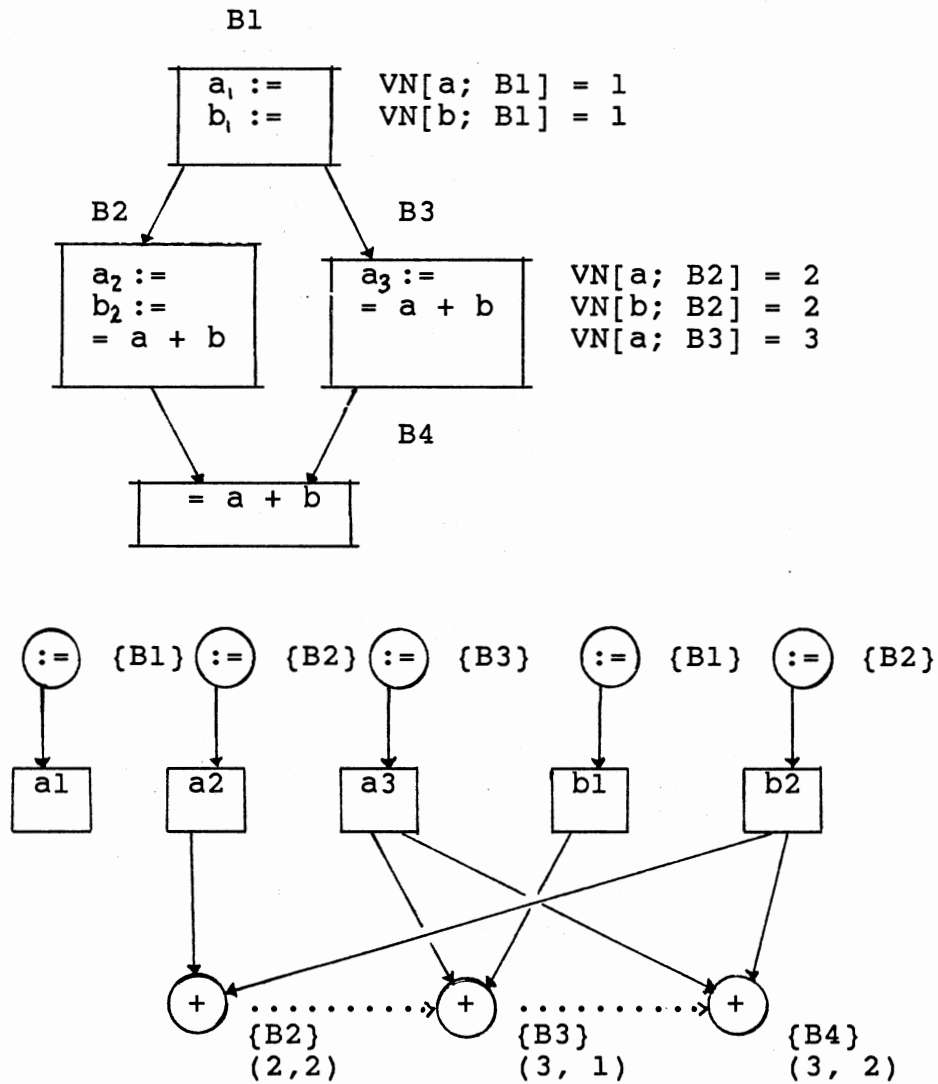 B1
a₁ := VN[a; B1] = 1
b₁ := VN[b; B1] = 1
B2 B3
a₂ := a₃ := VN[a; B2] = 2
b₂ := = a + b VN[b; B2] = 2
= a + b VN[a; B3] = 3
B4
= a + b
:= {B1} := {B2} := {B3} := {B1} := {B2}
a1 a2 a3 b1 b2
+ + +
{B2} {B3} {B4}
(2,2) (3, 1) (3, 2)